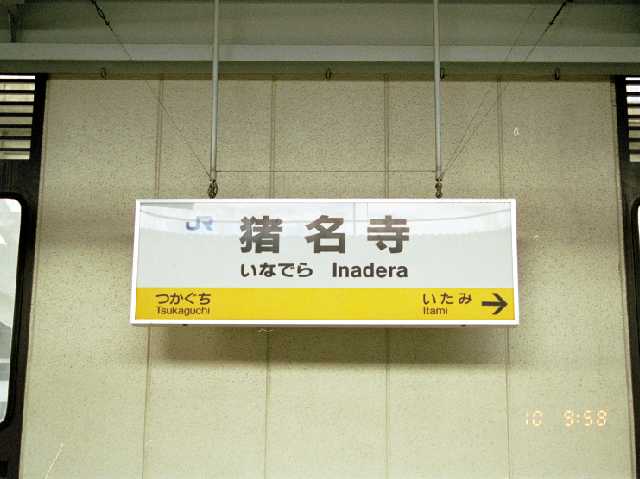 JR
猪名寺
いなでら Inadera
つかぐち いたみ
Tsukaguchi Itami
10 9:58